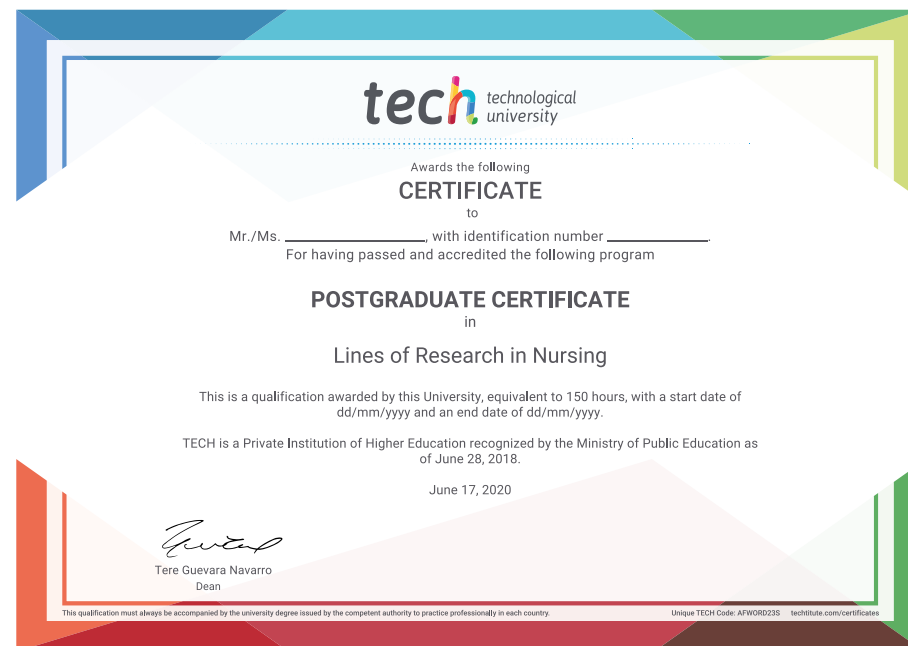 tech technological
university
Awards the following
CERTIFICATE
to
Mr./Ms. ____________________, with identification number ______________.
For having passed and accredited the following program
POSTGRADUATE CERTIFICATE
in
Lines of Research in Nursing
This is a qualification awarded by this University, equivalent to 150 hours, with a start date of
dd/mm/yyyy and an end date of dd/mm/yyyy.
TECH is a Private Institution of Higher Education recognized by the Ministry of Public Education as
of June 28, 2018.
June 17, 2020
Tere Guevara Navarro
Dean
This qualification must always be accompanied by the university degree issued by the competent authority to practice professionally in each country.
Unique TECH Code: AFWORD23S techtitute.com/certificates